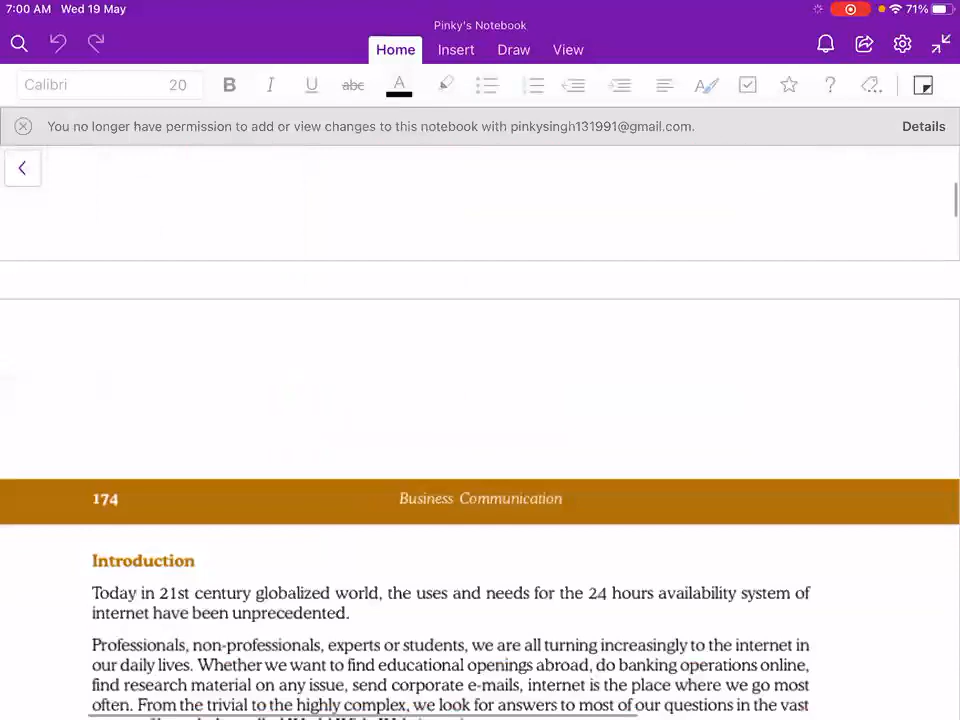 7:00 AM Wed 19 May
71%
Pinky's Notebook
Home Insert Draw View
Calibri 20 B I U abc A
You no longer have permission to add or view changes to this notebook with pinkysingh131991@gmail.com. Details
174 Business Communication
Introduction
Today in 21st century globalized world, the uses and needs for the 24 hours availability system of
internet have been unprecedented.
Professionals, non-professionals, experts or students, we are all turning increasingly to the internet in
our daily lives. Whether we want to find educational openings abroad, do banking operations online,
find research material on any issue, send corporate e-mails, internet is the place where we go most
often. From the trivial to the highly complex, we look for answers to most of our questions in the vast